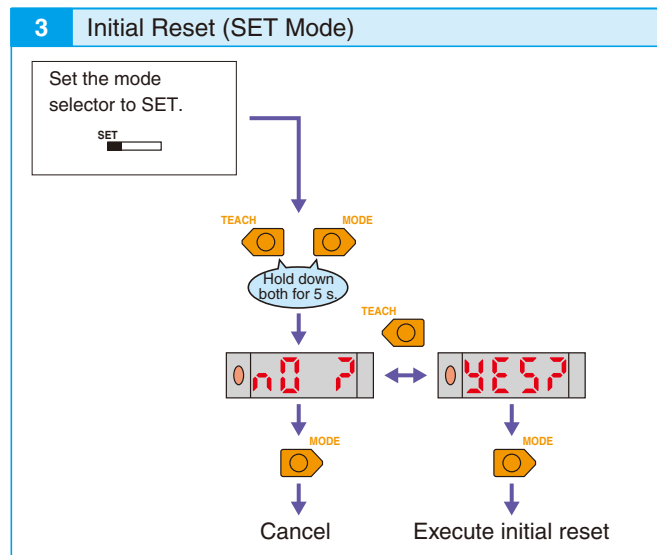 3 Initial Reset (SET Mode)
Set the mode
selector to SET.
SET
TEACH MODE
Hold down
both for 5 s.
TEACH
nO ? YES?
MODE MODE
Cancel Execute initial reset